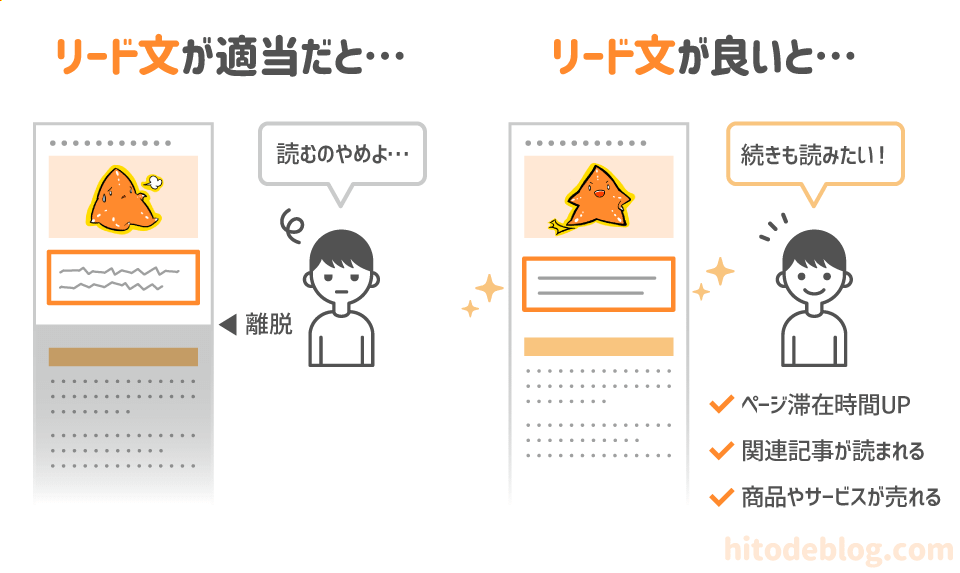 リード文が適当だと…
読むのやめよ…
離脱
リード文が良いと…
続きも読みたい！
ページ滞在時間UP
関連記事が読まれる
商品やサービスが売れる
hitodeblog.com